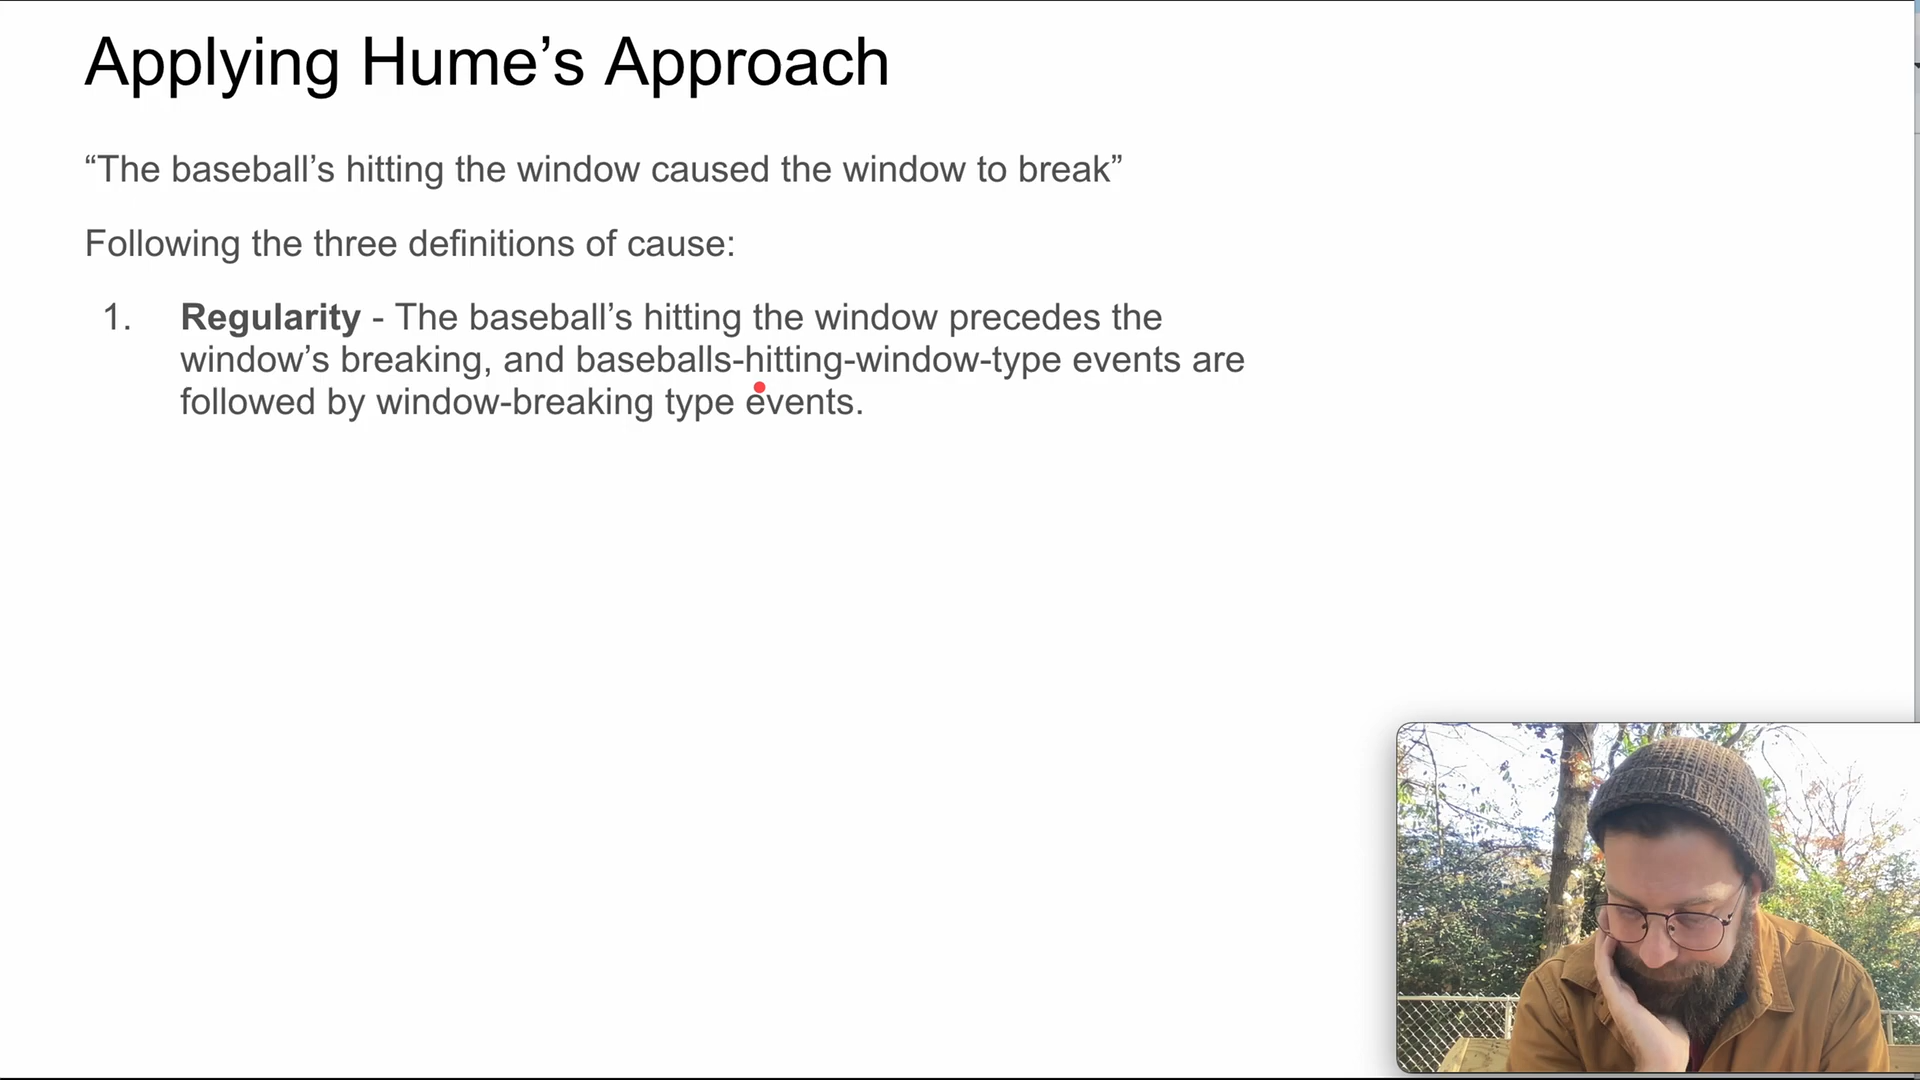 Applying Hume’s Approach
“The baseball’s hitting the window caused the window to break”
Following the three definitions of cause:
1. Regularity - The baseball’s hitting the window precedes the
window’s breaking, and baseballs-hitting-window-type events are
followed by window-breaking type events.